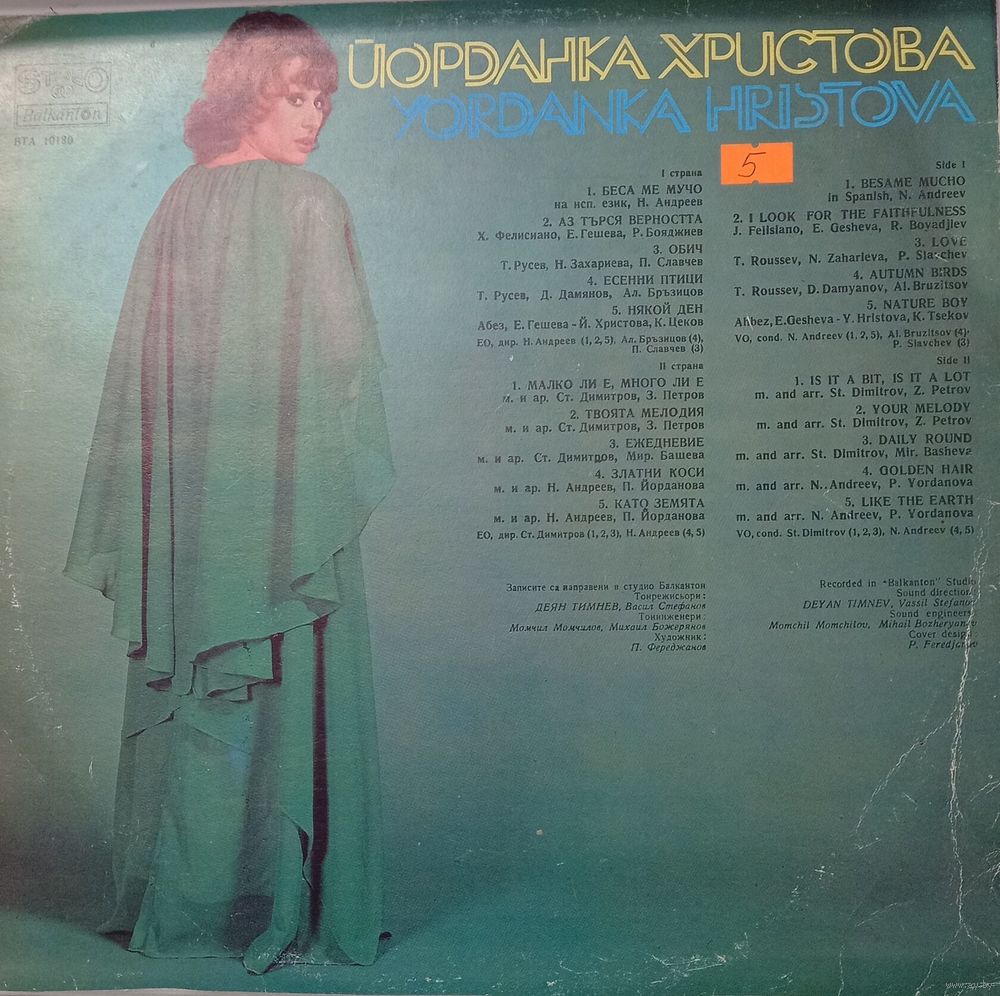 ЙОРДАНКА ХРИСТОВА
YORDANKA HRISTOVA
STEREO
Balkanton
ВТА 10180
5
I страна
1. БЕСА МЕ МУЧО
на исп. език, Н. Андреев
2. АЗ ТЪРСЯ ВЕРНОСТТА
Х. Фелисиано, Е. Гешева, Р. Бояджиев
3. ОБИЧ
Т. Русев, Н. Захариева, П. Славчев
4. ЕСЕННИ ПТИЦИ
Т. Русев, Д. Дамянов, Ал. Бръзицов
5. НЯКОЙ ДЕН
Абез, Е. Гешева - Й. Христова, К. Цеков
ЕО, дир. Н. Андреев (1, 2, 5), Ал. Бръзицов (4),
П. Славчев (3)
II страна
1. МАЛКО ЛИ Е, МНОГО ЛИ Е
м. и ар. Ст. Димитров, З. Петров
2. ТВОЯТА МЕЛОДИЯ
м. и ар. Ст. Димитров, З. Петров
3. ЕЖЕДНЕВИЕ
м. и ар. Ст. Димитров, Мир. Башева
4. ЗЛАТНИ КОСИ
м. и ар. Н. Андреев, П. Йорданова
5. КАТО ЗЕМЯТА
м. и ар. Н. Андреев, П. Йорданова
ЕО, дир. Ст. Димитров (1, 2, 3), Н. Андреев (4, 5)
Записите са направени в студио Балкантон
Тонрежисьори:
ДЕЯН ТИМНЕВ, Васил Стефанов
Тонинженери:
Момчил Момчилов, Михаил Божерянов
Художник:
П. Фереджанов
Side I
1. BESAME MUCHO
in Spanish, N. Andreev
2. I LOOK FOR THE FAITHFULNESS
J. Felisiano, E. Gesheva, R. Boyadjiev
3. LOVE
T. Roussev, N. Zaharieva, P. Slavchev
4. AUTUMN BIRDS
T. Roussev, D. Damyanov, Al. Bruzitsov
5. NATURE BOY
Ahbez, E. Gesheva - Y. Hristova, K. Tsekov
VO, cond. N. Andreev (1, 2, 5), Al. Bruzitsov (4),
P. Slavchev (3)
Side II
1. IS IT A BIT, IS IT A LOT
m. and arr. St. Dimitrov, Z. Petrov
2. YOUR MELODY
m. and arr. St. Dimitrov, Z. Petrov
3. DAILY ROUND
m. and arr. St. Dimitrov, Mir. Basheva
4. GOLDEN HAIR
m. and arr. N. Andreev, P. Yordanova
5. LIKE THE EARTH
m. and arr. N. Andreev, P. Yordanova
VO, cond. St. Dimitrov (1, 2, 3), N. Andreev (4, 5)
Recorded in "Balkanton" Studio
Sound direction
DEYAN TIMNEV, Vassil Stefanov
Sound engineers
Momchil Momchilov, Mihail Bozheryanov
Cover design
P. Feredjanov